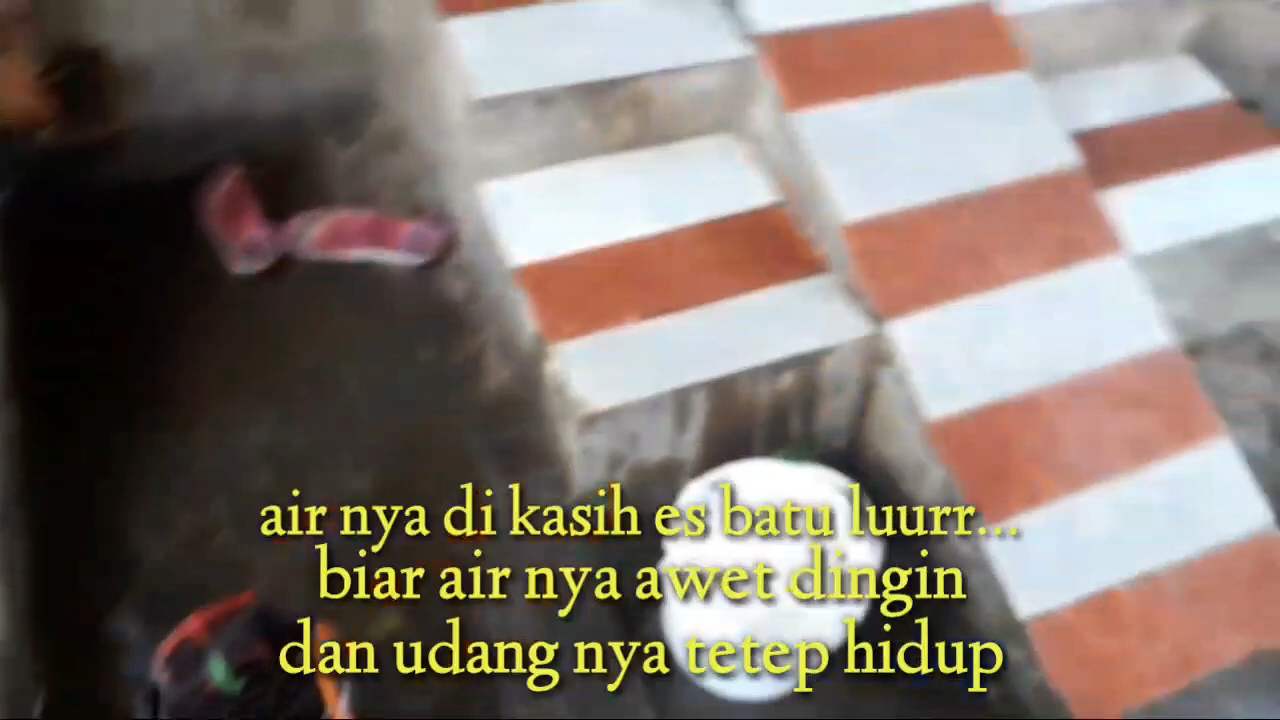 air nya di kasih es batu luurr...
biar air nya awet dingin
dan udang nya tetep hidup